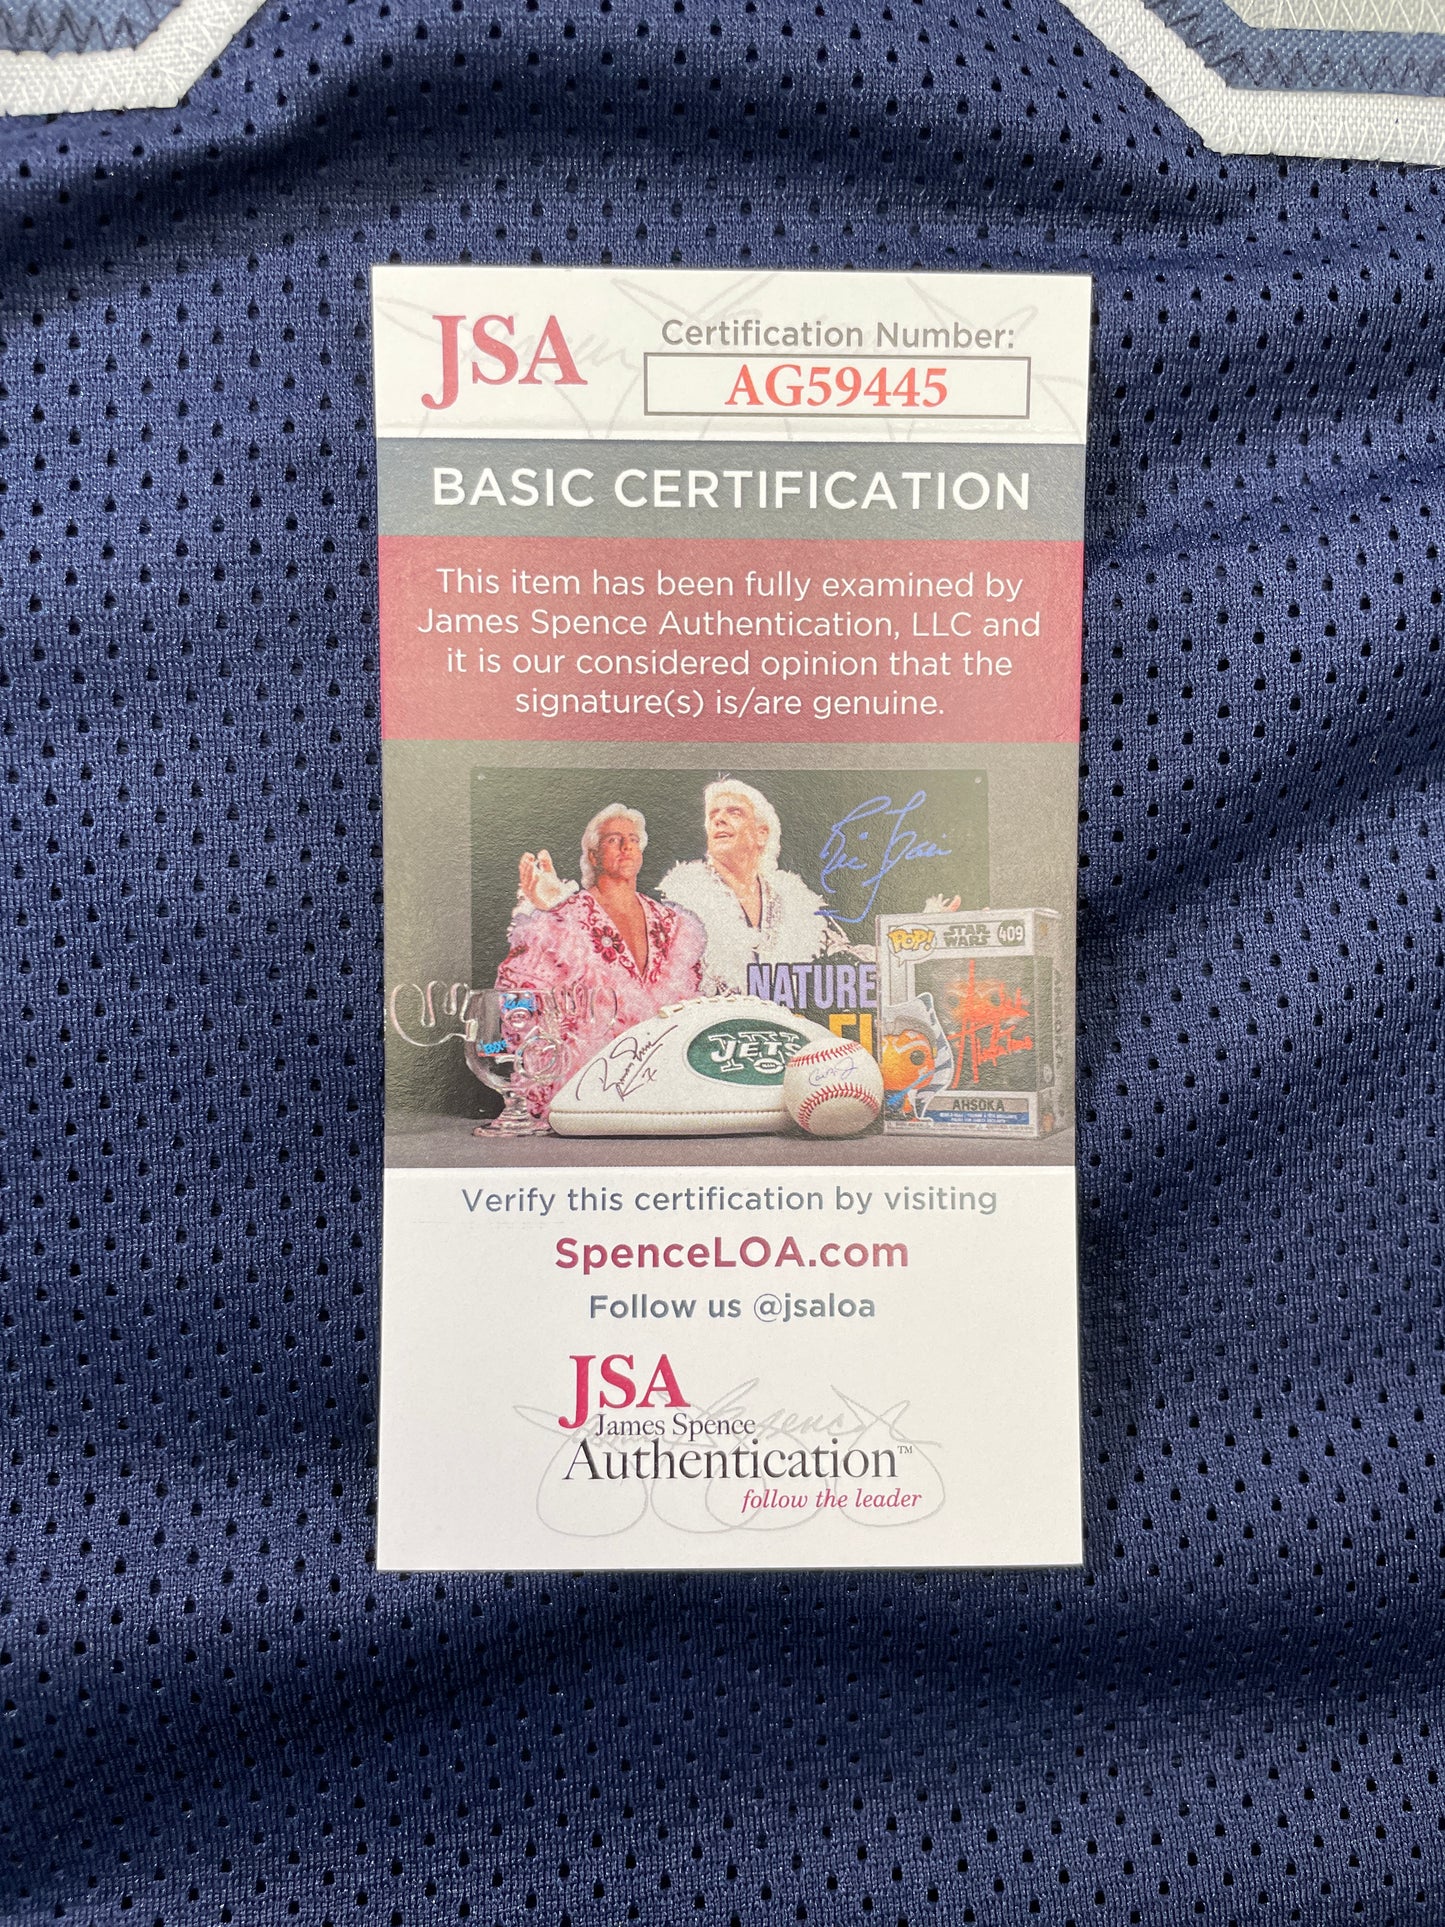 JSA
Certification Number:
AG59445
BASIC CERTIFICATION
This item has been fully examined by
James Spence Authentication, LLC and
it is our considered opinion that the
signature(s) is/are genuine.
POP!
STAR
WARS
409
NATURE
JETS
AHSOKA
Verify this certification by visiting
SpenceLOA.com
Follow us @jsaloa
JSA
James Spence
Authentication™
follow the leader